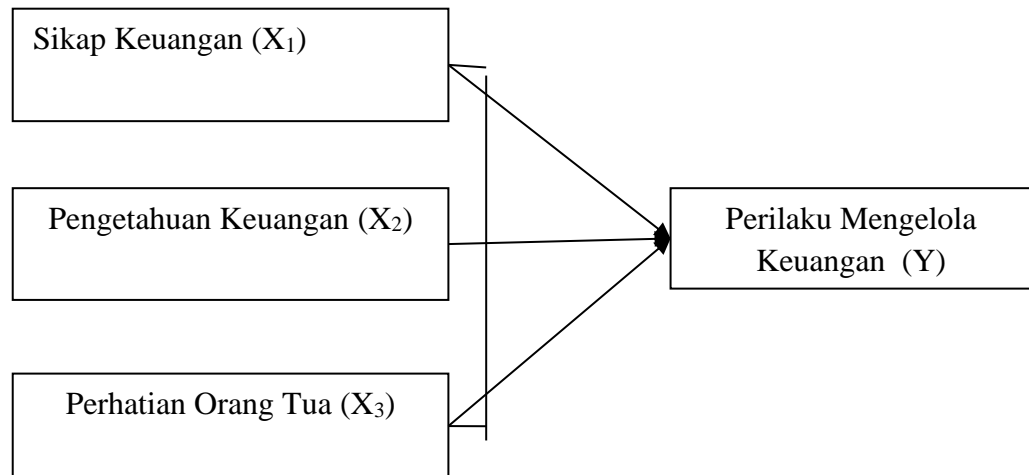 Sikap Keuangan (X₁)
Pengetahuan Keuangan (X₂)
Perilaku Mengelola
Keuangan (Y)
Perhatian Orang Tua (X₃)